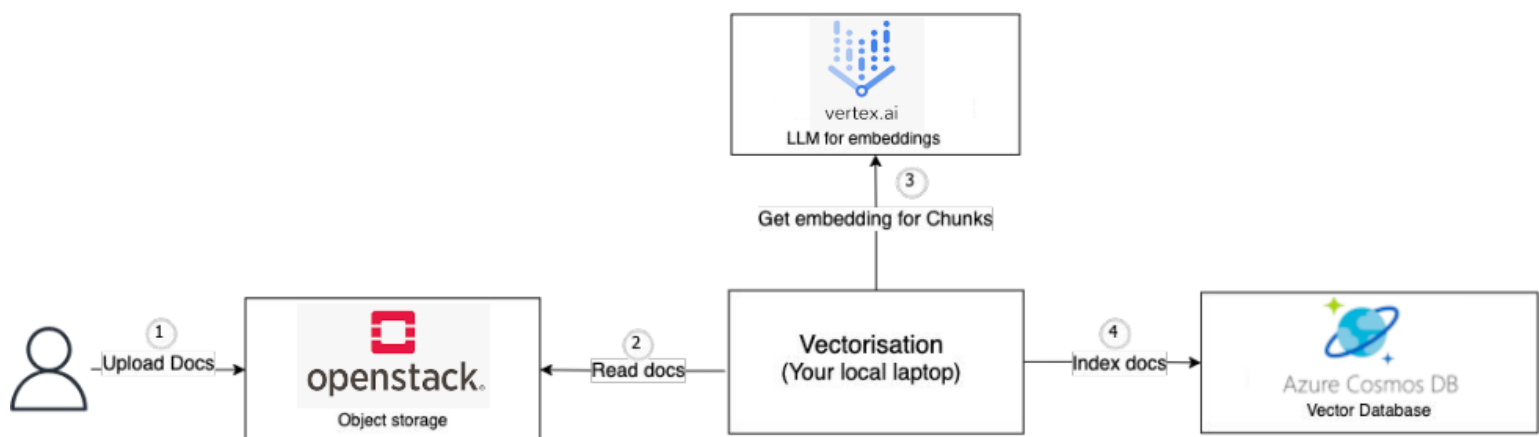 vertex.ai
LLM for embeddings
3
Get embedding for Chunks
1
Upload Docs
openstack.
Object storage
2
Read docs
Vectorisation
(Your local laptop)
4
Index docs
Azure Cosmos DB
Vector Database